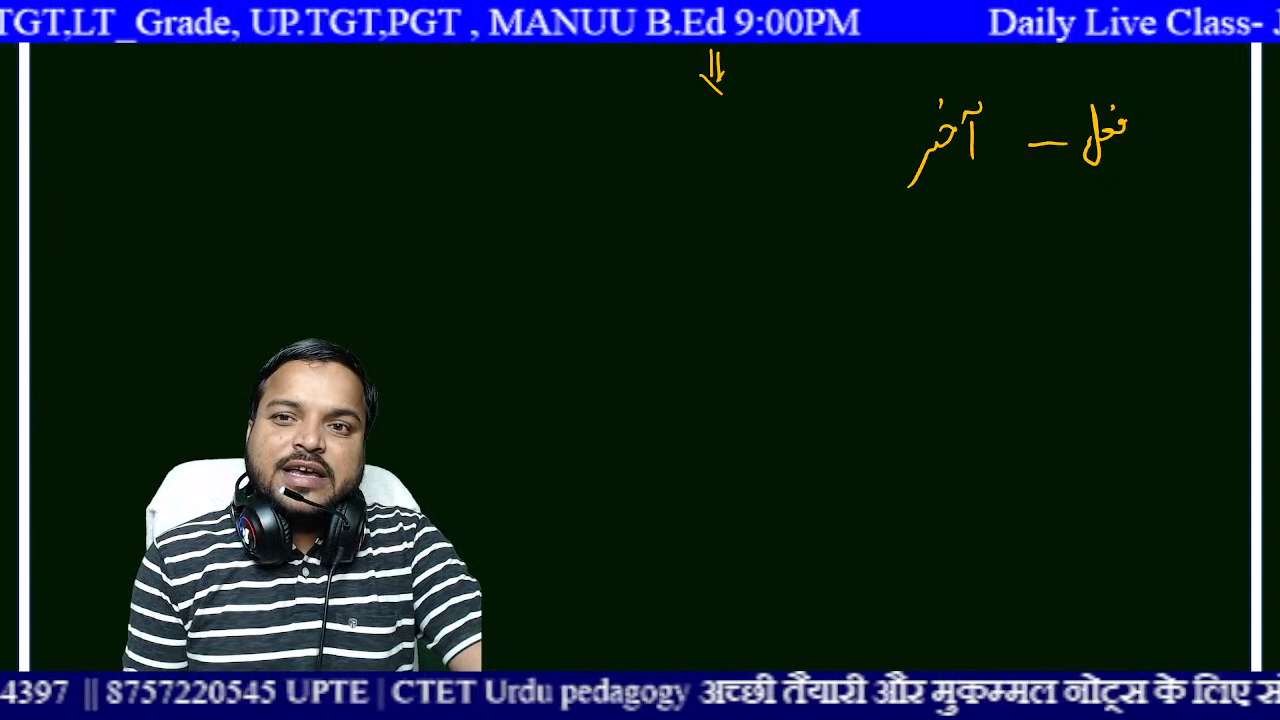 TGT,LT_Grade, UP.TGT,PGT , MANUU B.Ed 9:00PM Daily Live Class-
فعل — آخر
4397 || 8757220545 UPTE | CTET Urdu pedagogy अच्छी तैयारी और मुकम्मल नोट्स के लिए